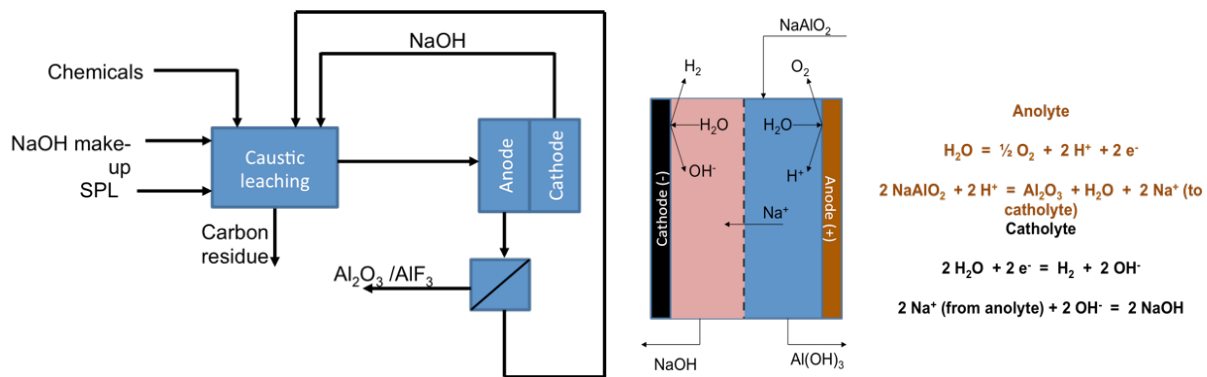 NaOH
Chemicals
NaOH make-
up
SPL
Caustic
leaching
Anode
Cathode
Carbon
residue
Al₂O₃ /AlF₃
NaAlO₂
H₂
O₂
H₂O
H₂O
OH⁻
H⁺
Na⁺
Cathode (-)
Anode (+)
NaOH
Al(OH)₃
Anolyte
H₂O = ½ O₂ + 2 H⁺ + 2 e⁻
2 NaAlO₂ + 2 H⁺ = Al₂O₃ + H₂O + 2 Na⁺ (to
catholyte)
Catholyte
2 H₂O + 2 e⁻ = H₂ + 2 OH⁻
2 Na⁺ (from anolyte) + 2 OH⁻ = 2 NaOH